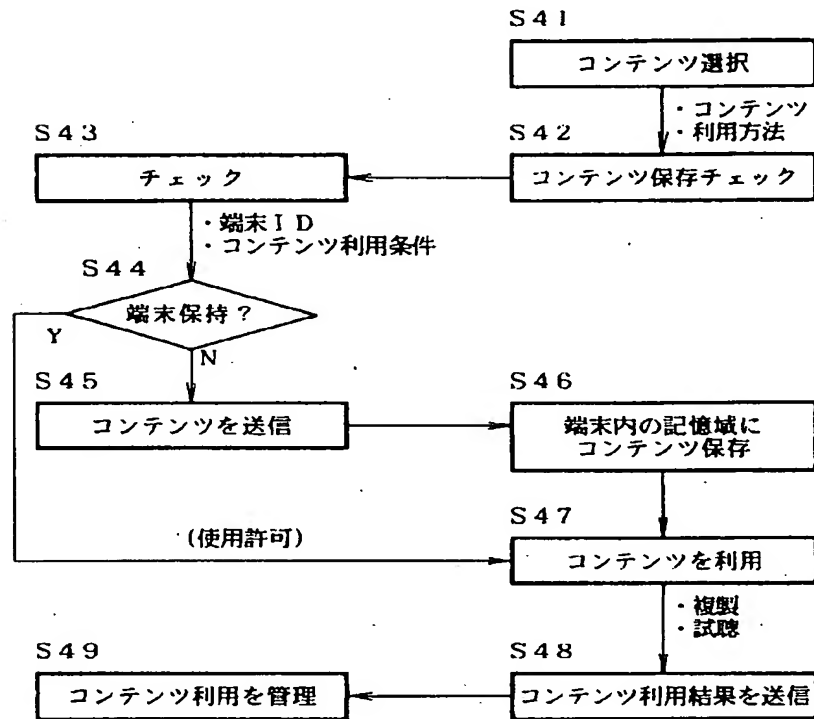 S41
コンテンツ選択
・コンテンツ
・利用方法
S42
コンテンツ保存チェック
S43
チェック
・端末ID
・コンテンツ利用条件
S44
端末保持?
Y
N
S45
コンテンツを送信
S46
端末内の記憶域に
コンテンツ保存
(使用許可)
S47
コンテンツを利用
・複製
・試聴
S48
コンテンツ利用結果を送信
S49
コンテンツ利用を管理